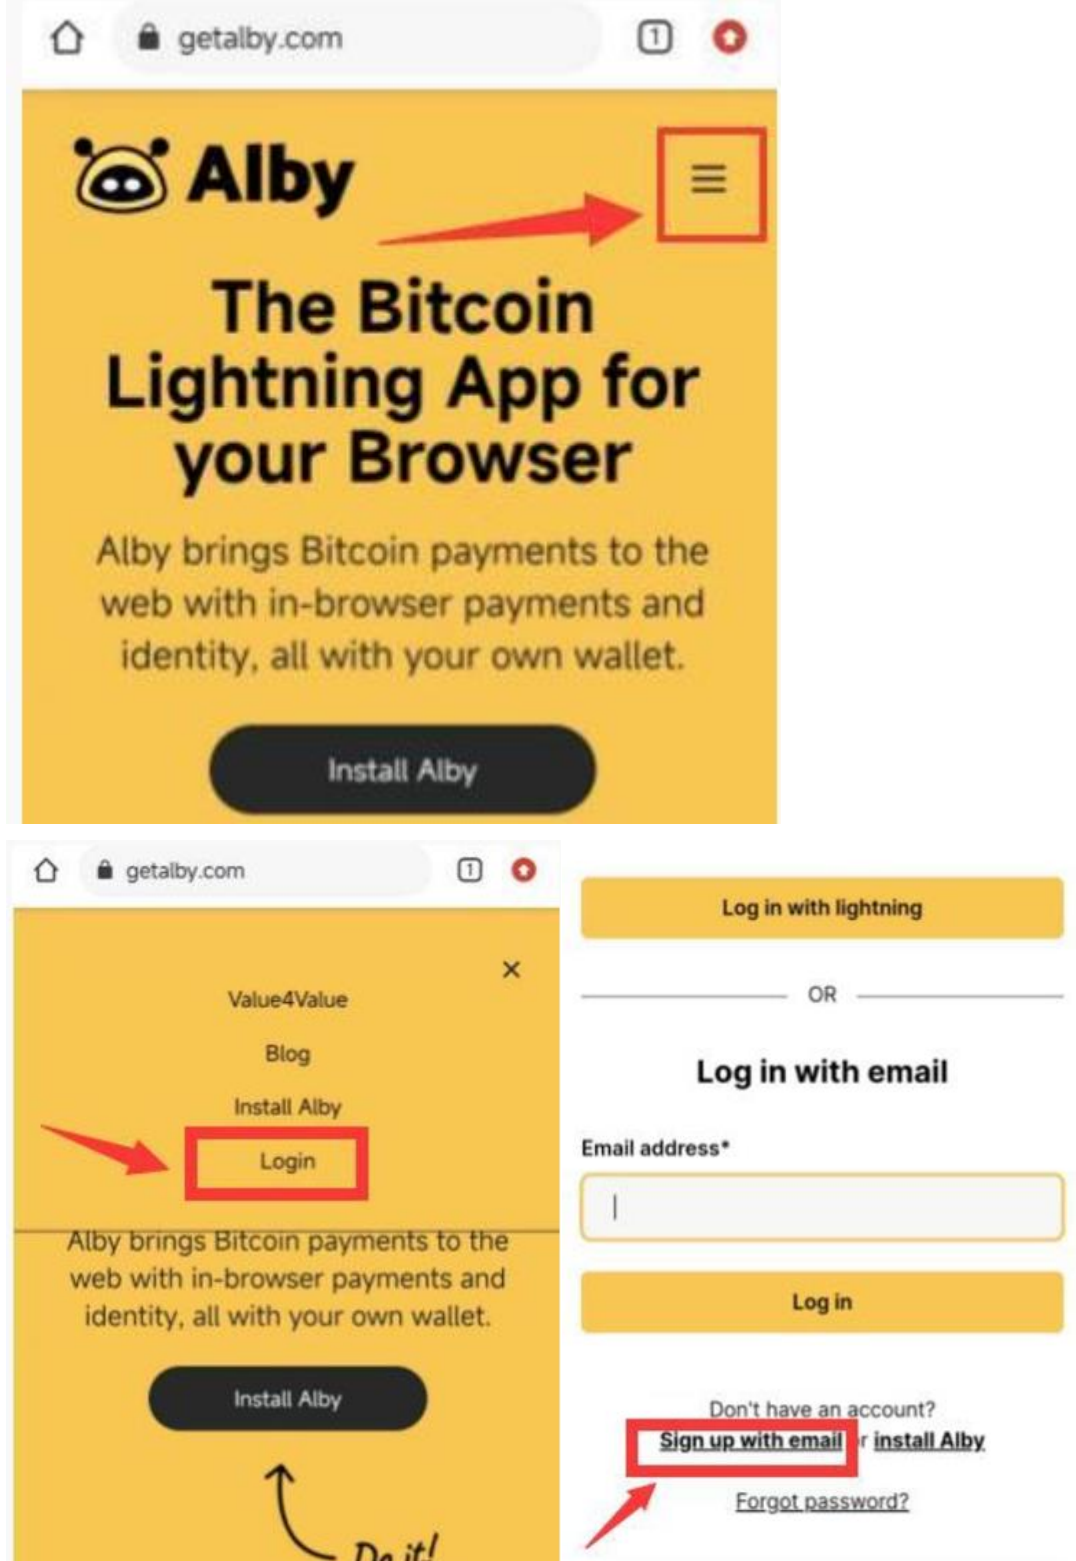 getalby.com
1
Alby
The Bitcoin
Lightning App for
your Browser
Alby brings Bitcoin payments to the
web with in-browser payments and
identity, all with your own wallet.
Install Alby
getalby.com
1
Value4Value
Blog
Install Alby
Login
Alby brings Bitcoin payments to the
web with in-browser payments and
identity, all with your own wallet.
Install Alby
Do it!
Log in with lightning
OR
Log in with email
Email address*
Log in
Don't have an account?
Sign up with email or install Alby
Forgot password?